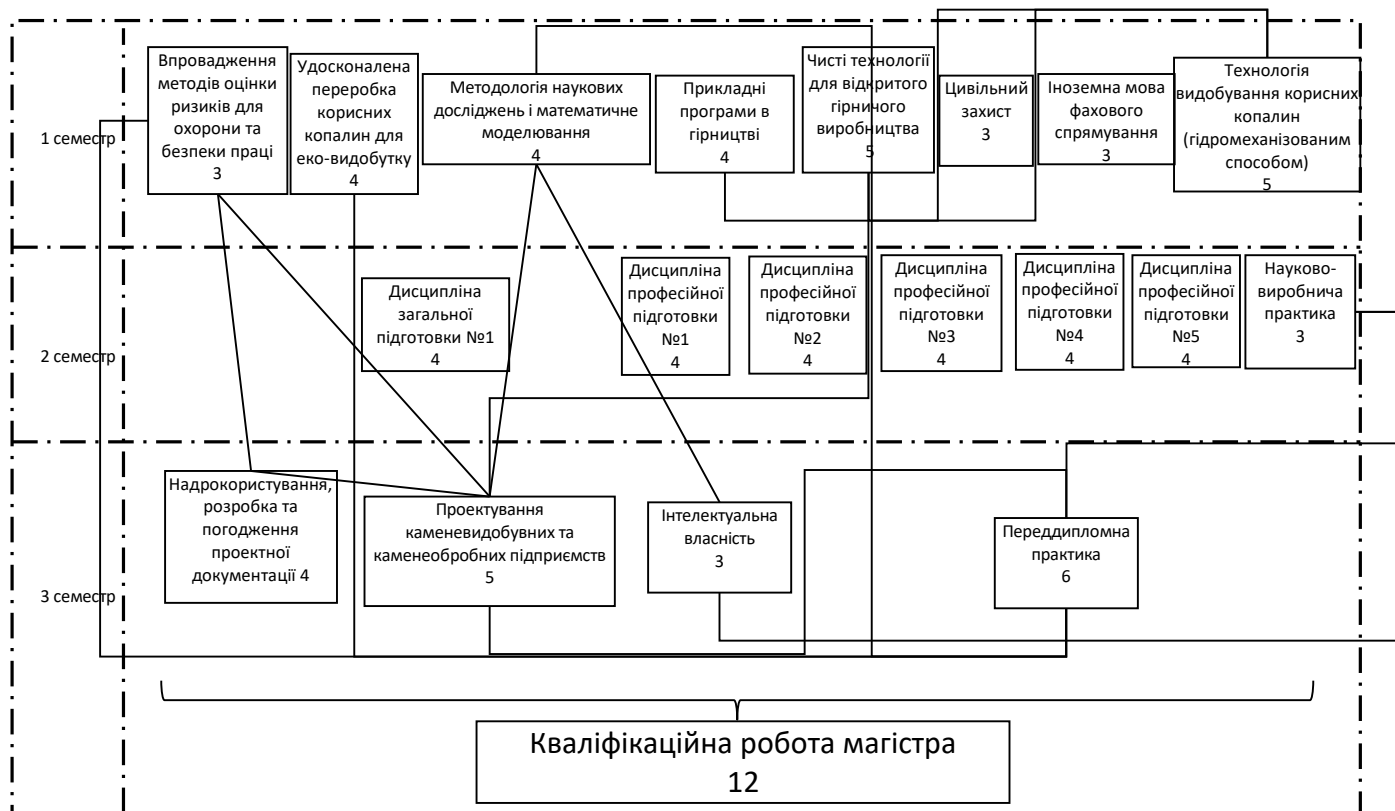 1 семестр
Впровадження
методів оцінки
ризиків для
охорони та
безпеки праці
3
Удосконалена
переробка
корисних
копалин для
еко-видобутку
4
Методологія наукових
досліджень і математичне
моделювання
4
Прикладні
програми в
гірництві
4
Чисті технології
для відкритого
гірничого
виробництва
5
Цивільний
захист
3
Іноземна мова
фахового
спрямування
3
Технологія
видобування корисних
копалин
(гідромеханізованим
способом)
5
2 семестр
Дисципліна
загальної
підготовки №1
4
Дисципліна
професійної
підготовки
№1
4
Дисципліна
професійної
підготовки
№2
4
Дисципліна
професійної
підготовки
№3
4
Дисципліна
професійної
підготовки
№4
4
Дисципліна
професійної
підготовки
№5
4
Науково-
виробнича
практика
3
3 семестр
Надрокористування,
розробка та
погодження
проектної
документації 4
Проектування
каменевидобувних та
каменеобробних підприємств
5
Інтелектуальна
власність
3
Переддипломна
практика
6
Кваліфікаційна робота магістра
12